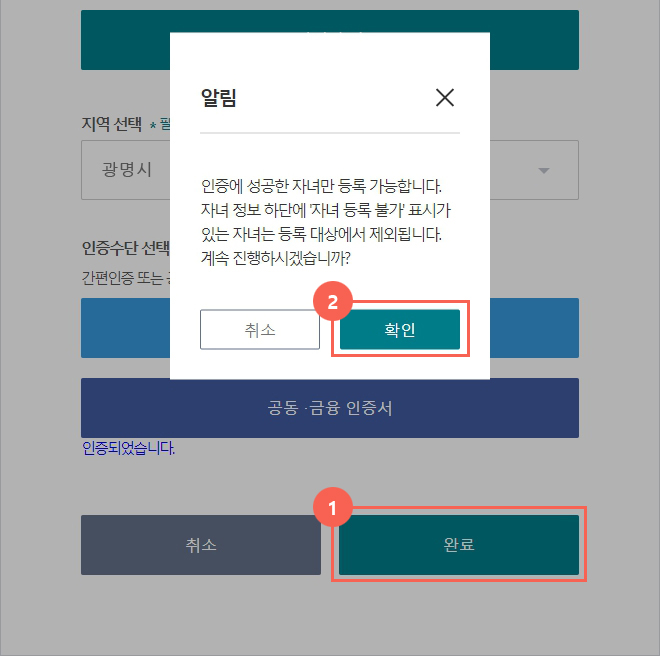 알림
지역 선택 * 필
광명시
인증에 성공한 자녀만 등록 가능합니다.
자녀 정보 하단에 '자녀 등록 불가' 표시가
있는 자녀는 등록 대상에서 제외됩니다.
계속 진행하시겠습니까?
인증수단 선택
간편인증 또는
2
취소
확인
공동 ·금융 인증서
인증되었습니다.
1
취소
완료